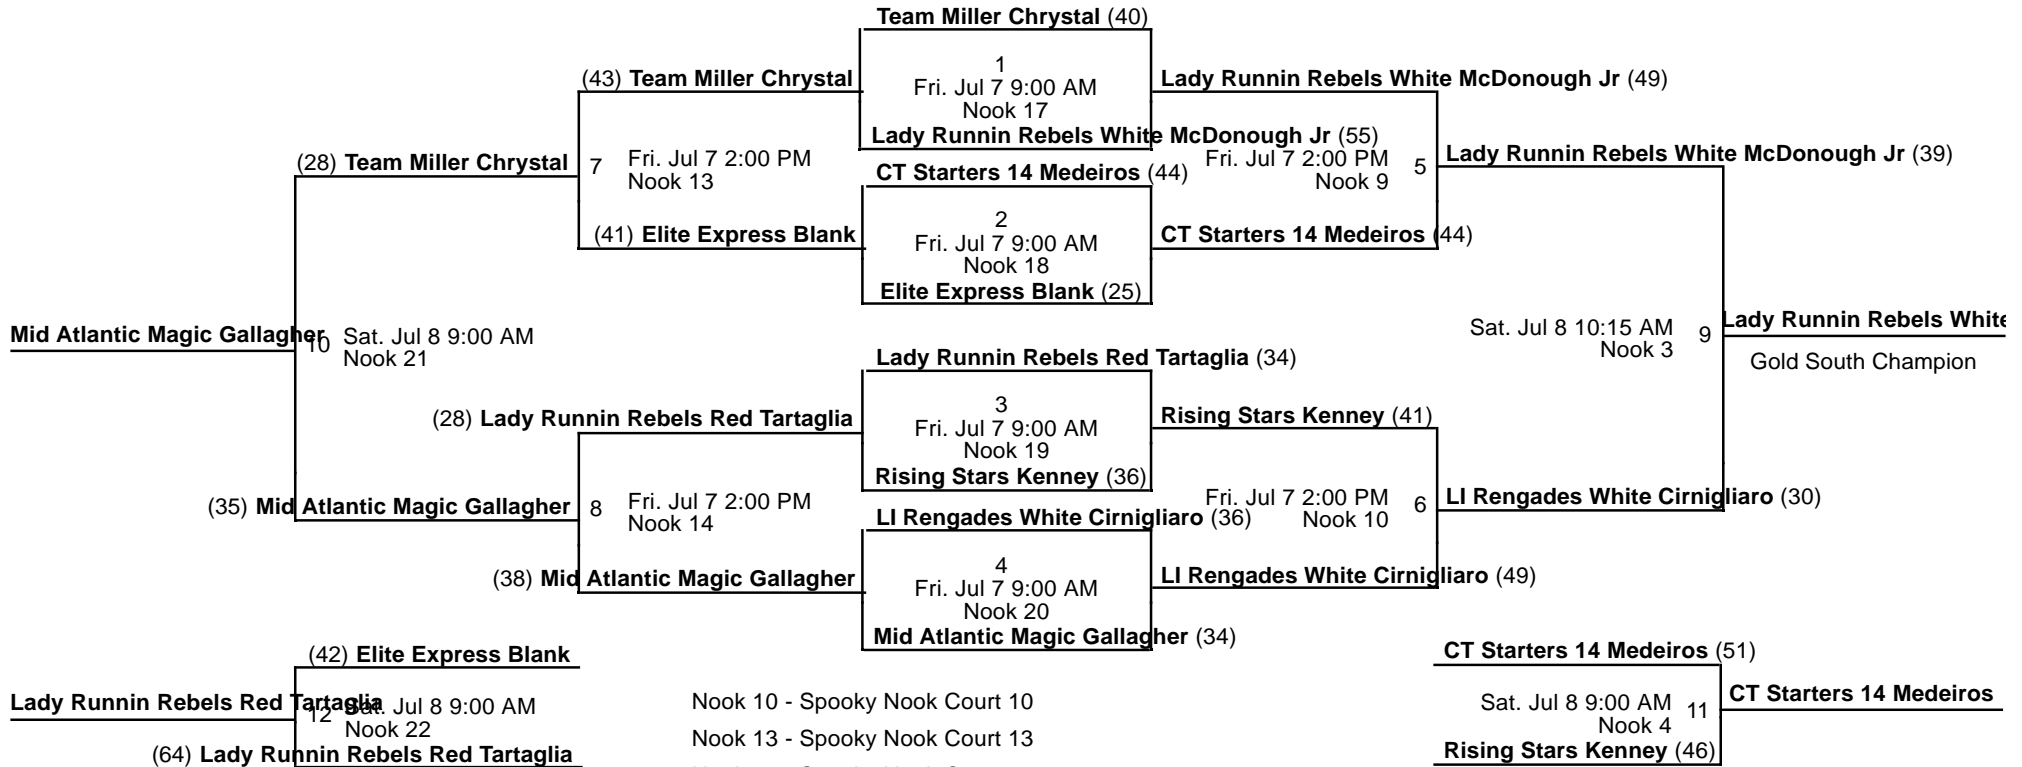 Team Miller Chrystal (40)
1
Fri. Jul 7 9:00 AM
Nook 17
Lady Runnin Rebels White McDonough Jr (55)
(43) Team Miller Chrystal
Lady Runnin Rebels White McDonough Jr (49)
(28) Team Miller Chrystal
7 Fri. Jul 7 2:00 PM
Nook 13
Fri. Jul 7 2:00 PM 5
Nook 9
Lady Runnin Rebels White McDonough Jr (39)
CT Starters 14 Medeiros (44)
2
Fri. Jul 7 9:00 AM
Nook 18
Elite Express Blank (25)
(41) Elite Express Blank
CT Starters 14 Medeiros (44)
Mid Atlantic Magic Gallagher
10 Sat. Jul 8 9:00 AM
Nook 21
Sat. Jul 8 10:15 AM 9
Nook 3
Lady Runnin Rebels White
Gold South Champion
Lady Runnin Rebels Red Tartaglia (34)
3
Fri. Jul 7 9:00 AM
Nook 19
Rising Stars Kenney (36)
(28) Lady Runnin Rebels Red Tartaglia
Rising Stars Kenney (41)
(35) Mid Atlantic Magic Gallagher
8 Fri. Jul 7 2:00 PM
Nook 14
Fri. Jul 7 2:00 PM 6
Nook 10
LI Rengades White Cirnigliaro (30)
LI Rengades White Cirnigliaro (36)
4
Fri. Jul 7 9:00 AM
Nook 20
Mid Atlantic Magic Gallagher (34)
(38) Mid Atlantic Magic Gallagher
LI Rengades White Cirnigliaro (49)
(42) Elite Express Blank
Lady Runnin Rebels Red Tartaglia
12 Sat. Jul 8 9:00 AM
Nook 22
(64) Lady Runnin Rebels Red Tartaglia
Nook 10 - Spooky Nook Court 10
Nook 13 - Spooky Nook Court 13
CT Starters 14 Medeiros (51)
Sat. Jul 8 9:00 AM 11
Nook 4
CT Starters 14 Medeiros
Rising Stars Kenney (46)